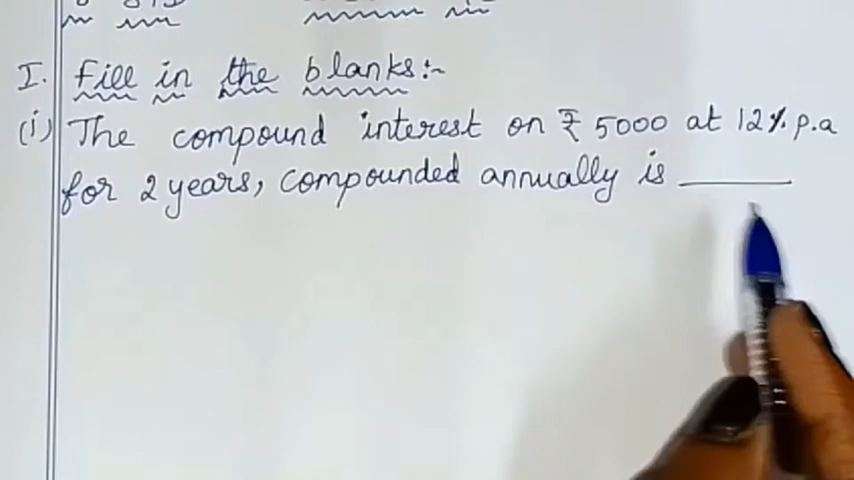 I. Fill in the blanks:-
(i) The compound interest on ₹ 5000 at 12% p.a
for 2 years, compounded annually is ______